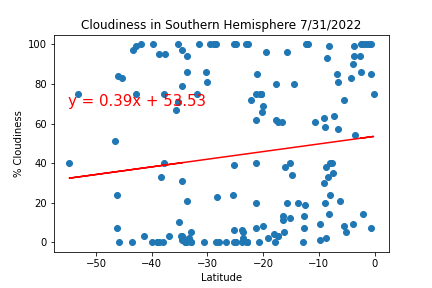 Cloudiness in Southern Hemisphere 7/31/2022
100
80
y = 0.39x + 53.53
60
40
20
0
% Cloudiness
−50 −40 −30 −20 −10 0
Latitude